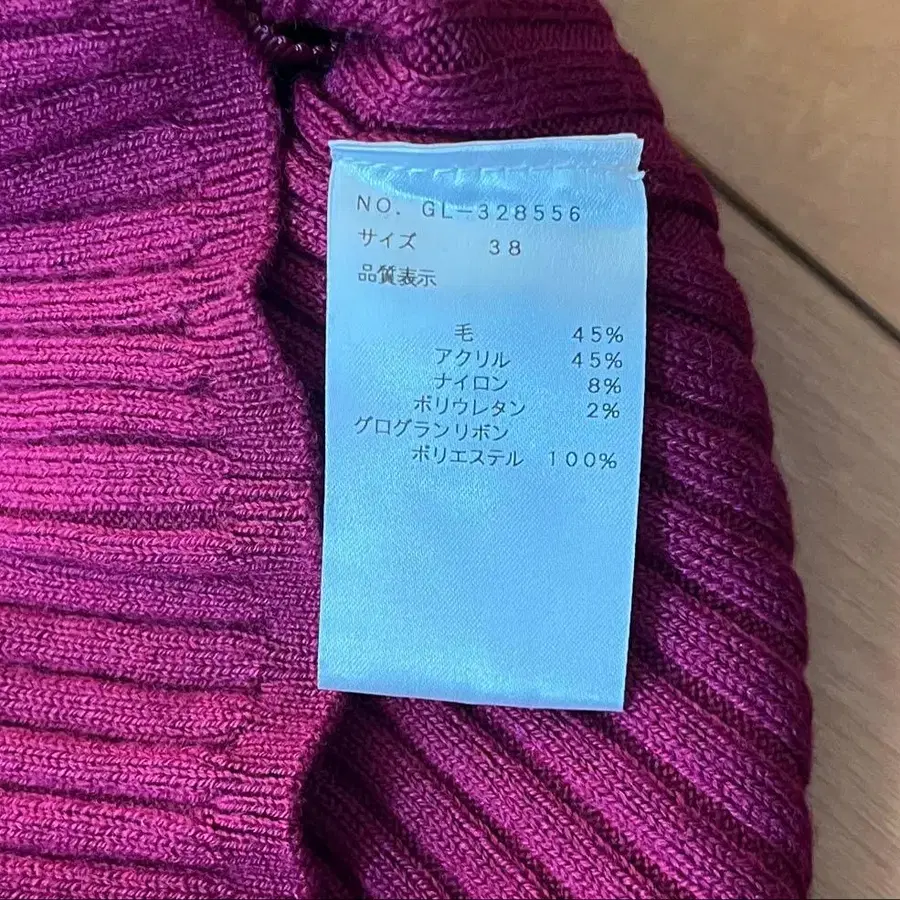 NO. GL-328556
サイズ 38
品質表示
毛 45%
アクリル 45%
ナイロン 8%
ポリウレタン 2%
グログランリボン
ポリエステル 100%